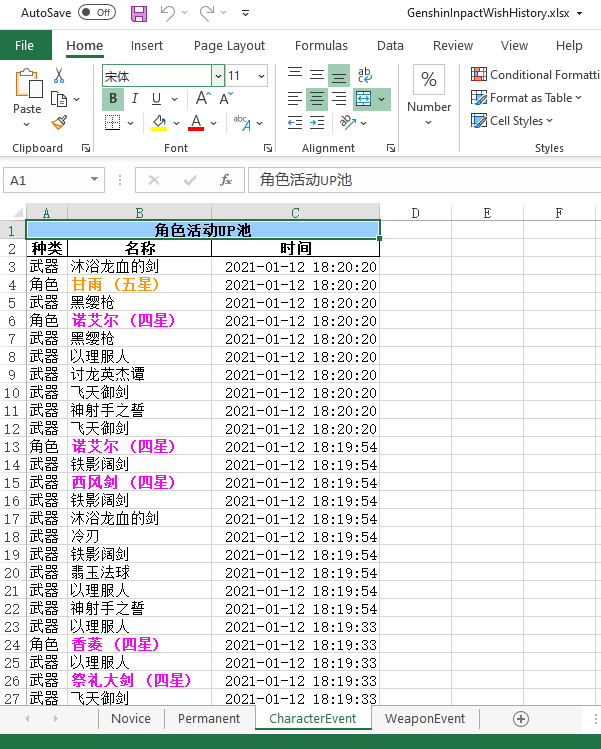 AutoSave Off GenshinInpactWishHistory.xlsx
File Home Insert Page Layout Formulas Data Review View Help
Paste 宋体 11 A A ab c Conditional Formatti
B I U % Number Format as Table
A A abc A Cell Styles
Clipboard Font Alignment Styles
A1 fx 角色活动UP池
A B C D E F
1 角色活动UP池
2 种类 名称 时间
3 武器 沐浴龙血的剑 2021-01-12 18:20:20
4 角色 甘雨（五星） 2021-01-12 18:20:20
5 武器 黑缨枪 2021-01-12 18:20:20
6 角色 诺艾尔（四星） 2021-01-12 18:20:20
7 武器 黑缨枪 2021-01-12 18:20:20
8 武器 以理服人 2021-01-12 18:20:20
9 武器 讨龙英杰谭 2021-01-12 18:20:20
10 武器 飞天御剑 2021-01-12 18:20:20
11 武器 神射手之誓 2021-01-12 18:20:20
12 武器 飞天御剑 2021-01-12 18:20:20
13 角色 诺艾尔（四星） 2021-01-12 18:19:54
14 武器 铁影阔剑 2021-01-12 18:19:54
15 武器 西风剑（四星） 2021-01-12 18:19:54
16 武器 铁影阔剑 2021-01-12 18:19:54
17 武器 沐浴龙血的剑 2021-01-12 18:19:54
18 武器 冷刃 2021-01-12 18:19:54
19 武器 铁影阔剑 2021-01-12 18:19:54
20 武器 翡玉法球 2021-01-12 18:19:54
21 武器 以理服人 2021-01-12 18:19:54
22 武器 神射手之誓 2021-01-12 18:19:54
23 武器 以理服人 2021-01-12 18:19:33
24 角色 香菱（四星） 2021-01-12 18:19:33
25 武器 以理服人 2021-01-12 18:19:33
26 武器 祭礼大剑（四星） 2021-01-12 18:19:33
27 武器 飞天御剑 2021-01-12 18:19:33
Novice Permanent CharacterEvent WeaponEvent